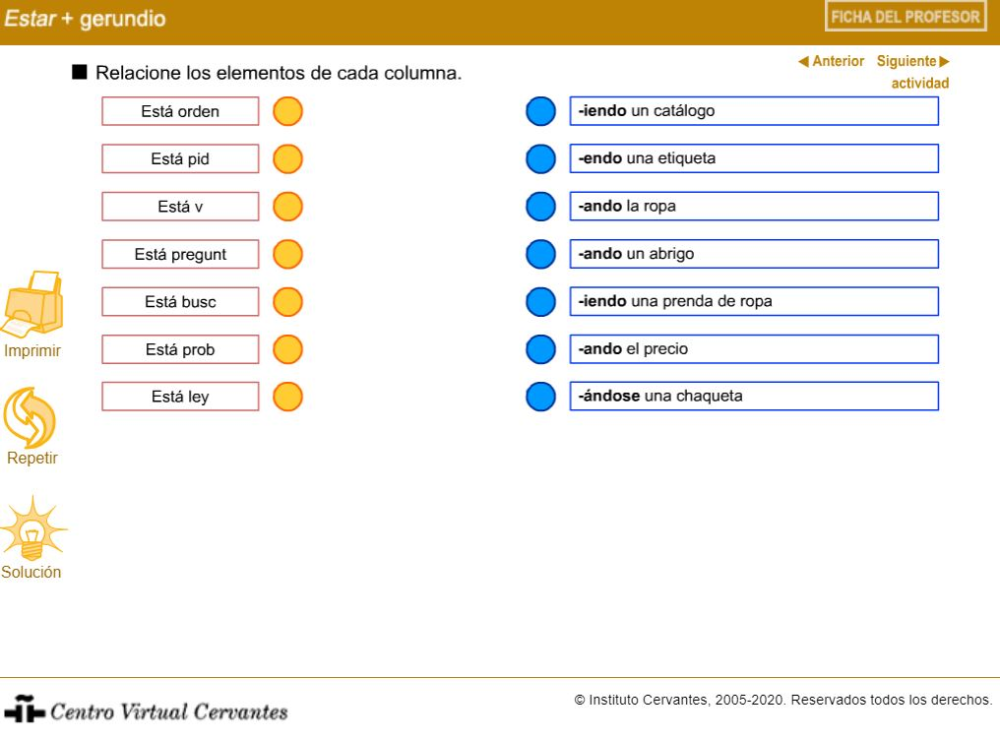 Estar + gerundio
FICHA DEL PROFESOR
Anterior Siguiente
actividad
Relacione los elementos de cada columna.
Está orden
-iendo un catálogo
Está pid
-endo una etiqueta
Está v
-ando la ropa
Está pregunt
-ando un abrigo
Está busc
-iendo una prenda de ropa
Está prob
-ando el precio
Está ley
-ándose una chaqueta
Imprimir
Repetir
Solución
Centro Virtual Cervantes
© Instituto Cervantes, 2005-2020. Reservados todos los derechos.